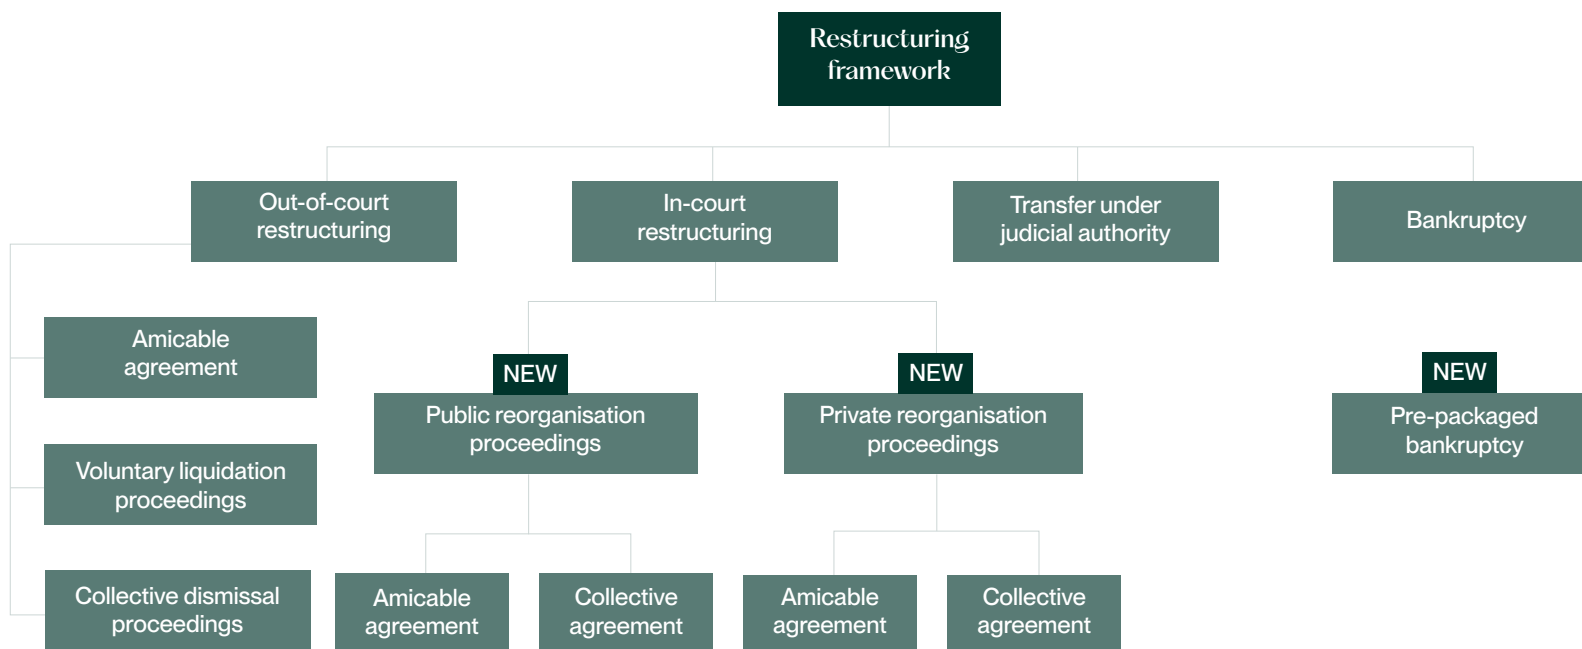 Restructuring
framework
Out-of-court
restructuring
In-court
restructuring
Transfer under
judicial authority
Bankruptcy
Amicable
agreement
Voluntary liquidation
proceedings
Collective dismissal
proceedings
NEW
Public reorganisation
proceedings
NEW
Private reorganisation
proceedings
NEW
Pre-packaged
bankruptcy
Amicable
agreement
Collective
agreement
Amicable
agreement
Collective
agreement